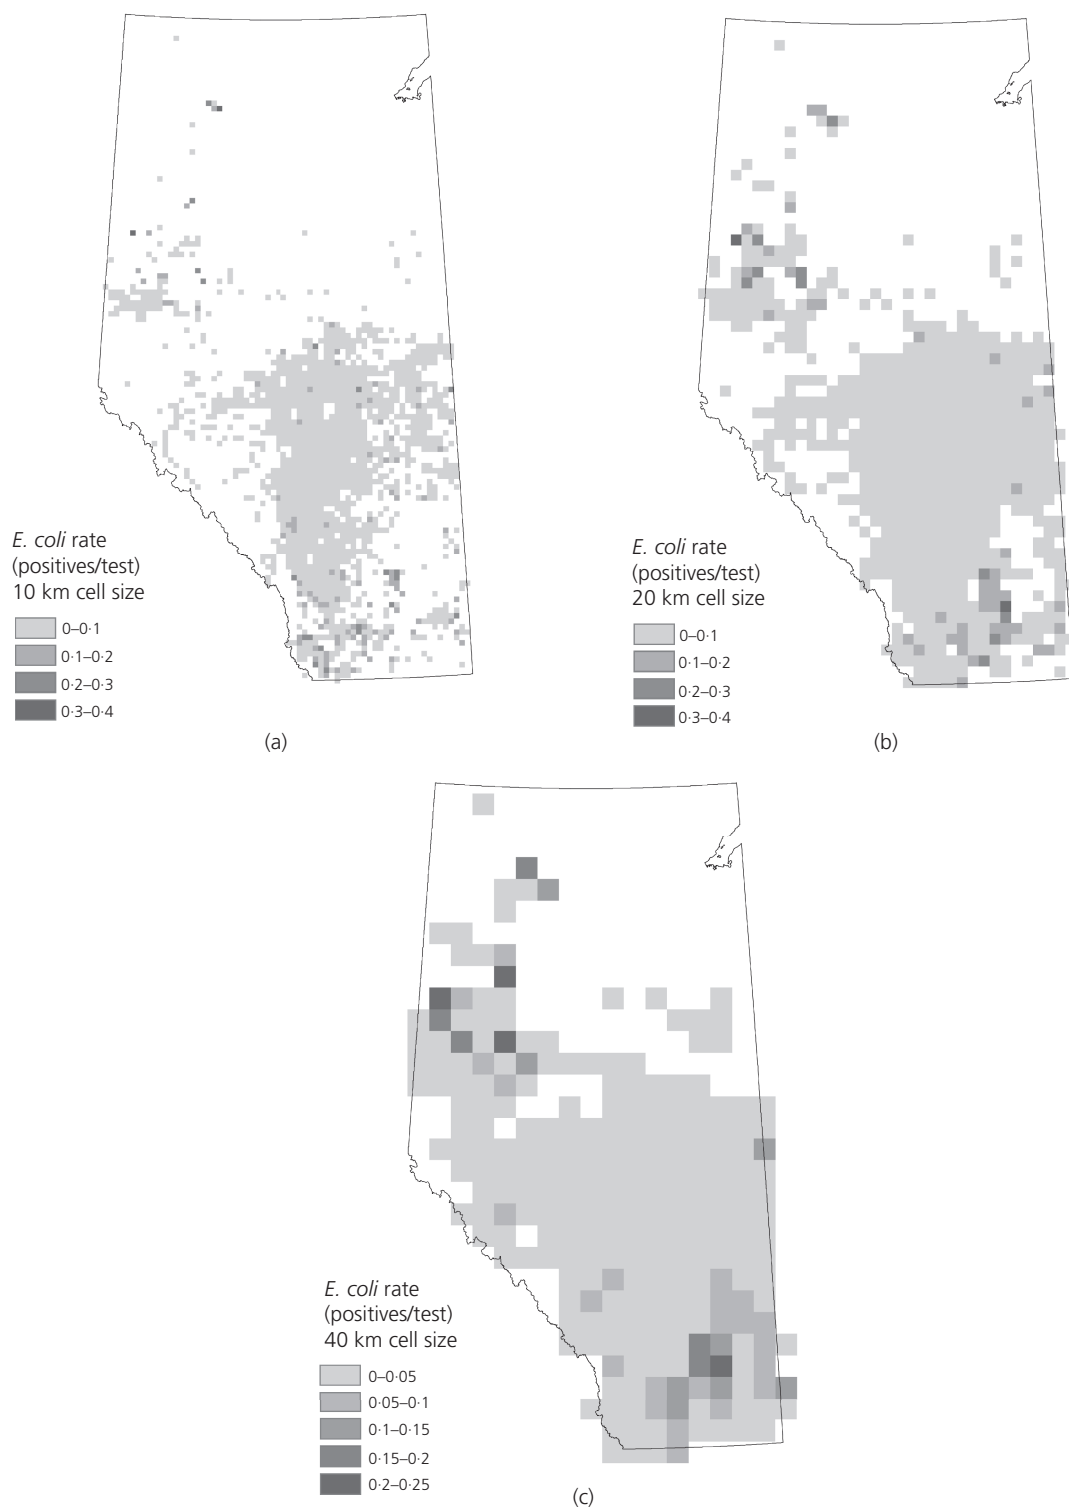 E. coli rate
(positives/test)
10 km cell size
0–0·1
0·1–0·2
0·2–0·3
0·3–0·4
(a)
E. coli rate
(positives/test)
20 km cell size
0–0·1
0·1–0·2
0·2–0·3
0·3–0·4
(b)
E. coli rate
(positives/test)
40 km cell size
0–0·05
0·05–0·1
0·1–0·15
0·15–0·2
0·2–0·25
(c)